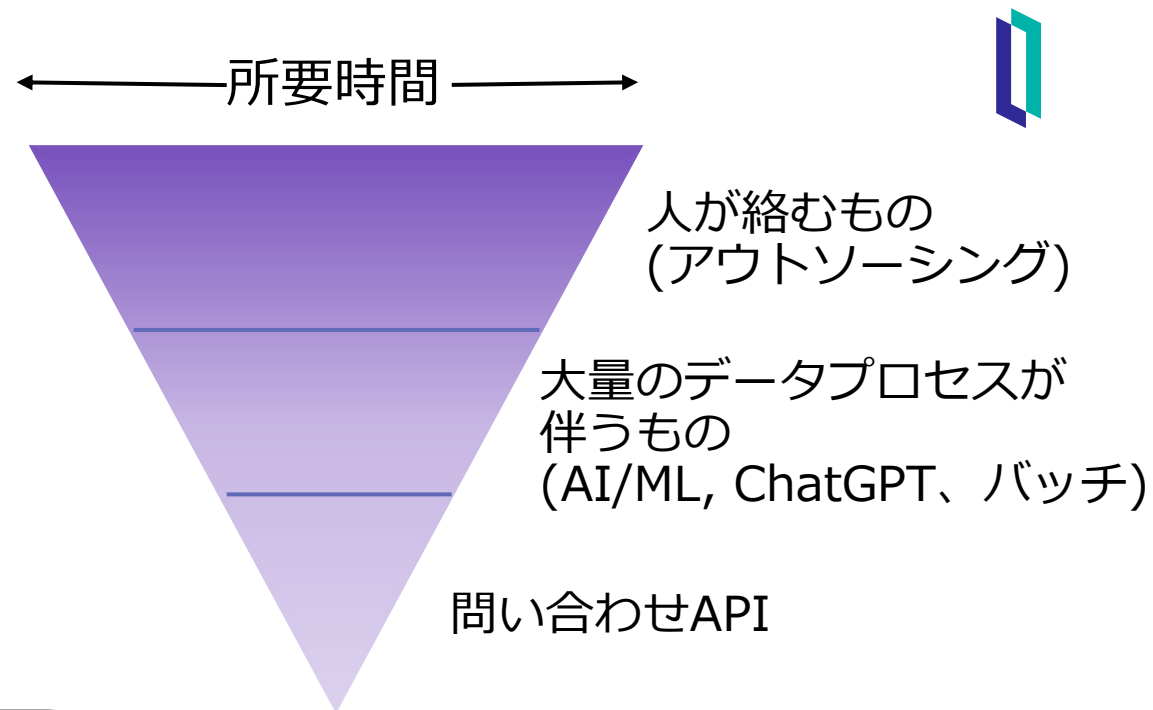 所要時間
人が絡むもの
(アウトソーシング)
大量のデータプロセスが
伴うもの
(AI/ML, ChatGPT、バッチ)
問い合わせAPI